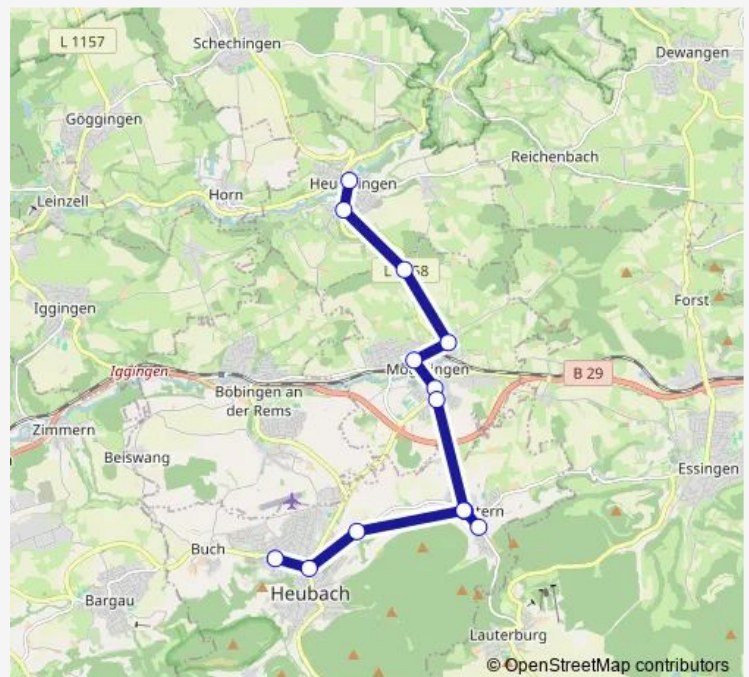 L 1157
Schechingen
Dewangen
Göggingen
Reichenbach
Horn
Leinzell
Forst
Iggingen
Iggingen
B 29
Böbingen an
der Rems
Zimmern
Beiswang
Essingen
Buch
Heubach
Bargau
Lauterburg
© OpenStreetMap contributors